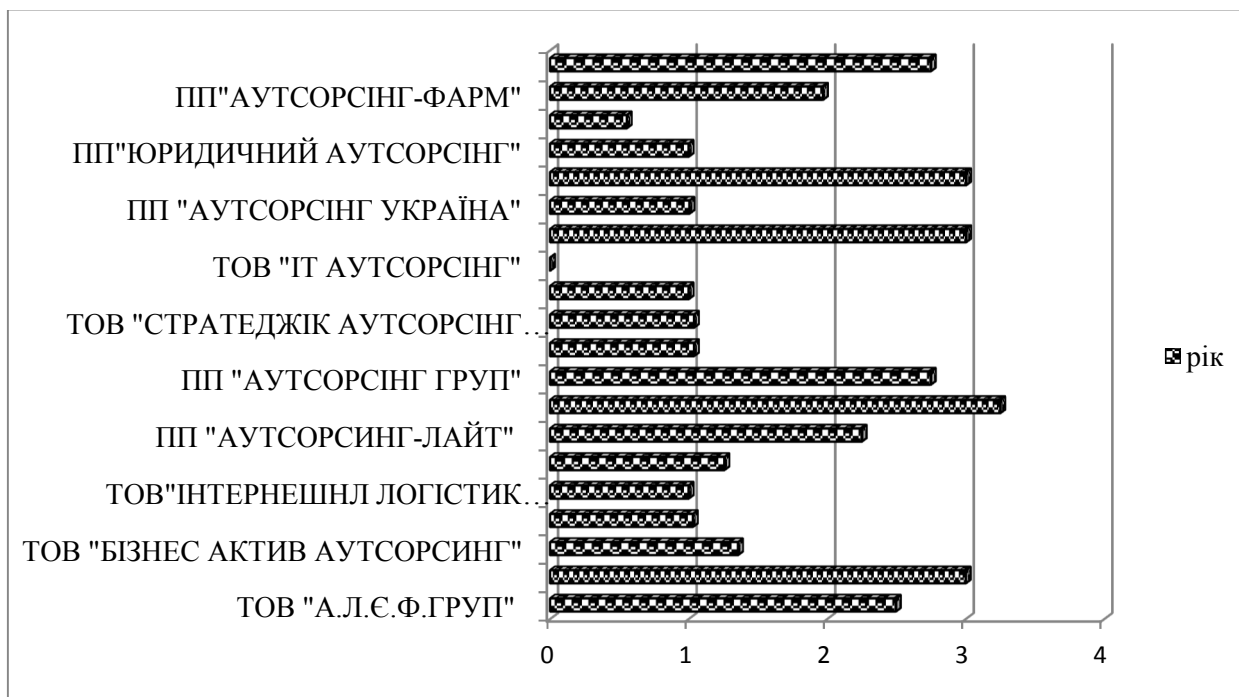 ПП"АУТСОРСІНГ-ФАРМ"
ПП"ЮРИДИЧНИЙ АУТСОРСІНГ"
ПП "АУТСОРСІНГ УКРАЇНА"
ТОВ "ІТ АУТСОРСІНГ"
ТОВ "СТРАТЕДЖІК АУТСОРСІНГ…
ПП "АУТСОРСІНГ ГРУП"
ПП "АУТСОРСИНГ-ЛАЙТ"
ТОВ"ІНТЕРНЕШНЛ ЛОГІСТИК…
ТОВ "БІЗНЕС АКТИВ АУТСОРСИНГ"
ТОВ "А.Л.Є.Ф.ГРУП"
0 1 2 3 4
рік